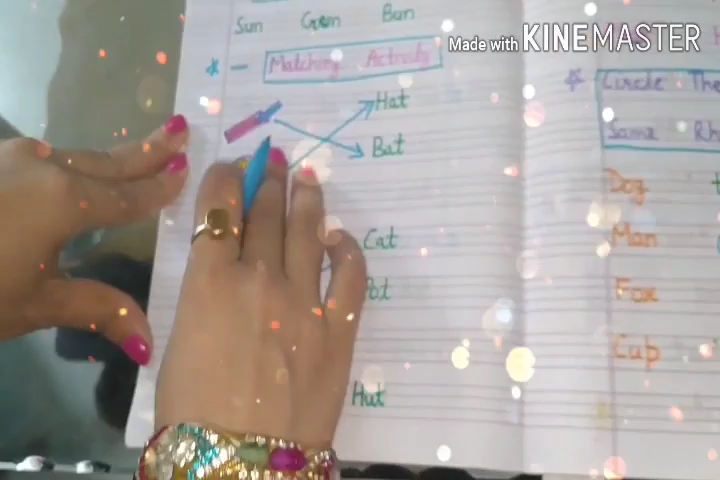 Made with KINEMASTER
Sun Gun Bun
* - Matching Activity
Hat
Bat
Cat
Pot
Hut
* Circle The
Same Rh
Dog
Man
Fox
Cup